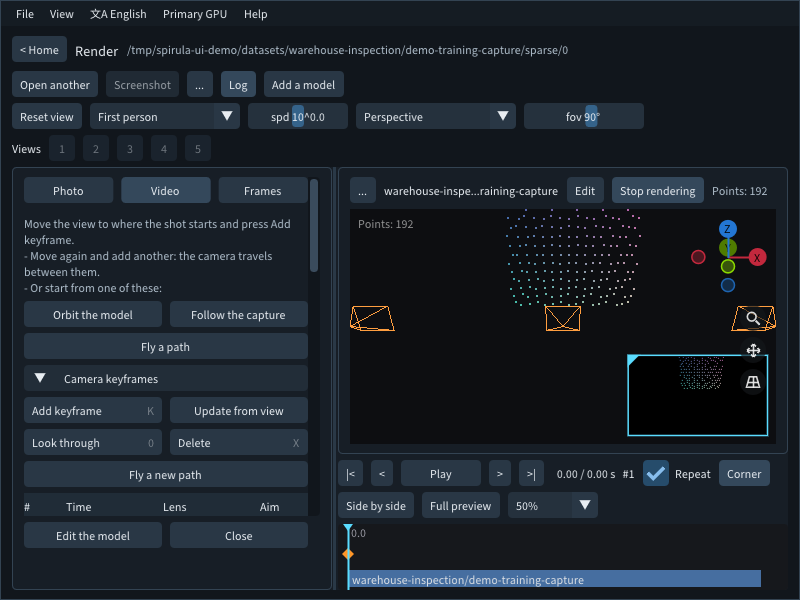 File View 文A English Primary GPU Help
< Home Render /tmp/spirula-ui-demo/datasets/warehouse-inspection/demo-training-capture/sparse/0
Open another Screenshot ... Log Add a model
Reset view First person spd 10^0.0 Perspective fov 90°
Views 1 2 3 4 5
Photo Video Frames
Move the view to where the shot starts and press Add
keyframe.
- Move again and add another: the camera travels
between them.
- Or start from one of these:
Orbit the model Follow the capture
Fly a path
Camera keyframes
Add keyframe K Update from view
Look through 0 Delete X
Fly a new path
# Time Lens Aim
Edit the model Close
... warehouse-inspe...raining-capture Edit Stop rendering Points: 192
Points: 192
Z
Y
X
|< < Play > >| 0.00 / 0.00 s #1 Repeat Corner
Side by side Full preview 50%
0.0
warehouse-inspection/demo-training-capture